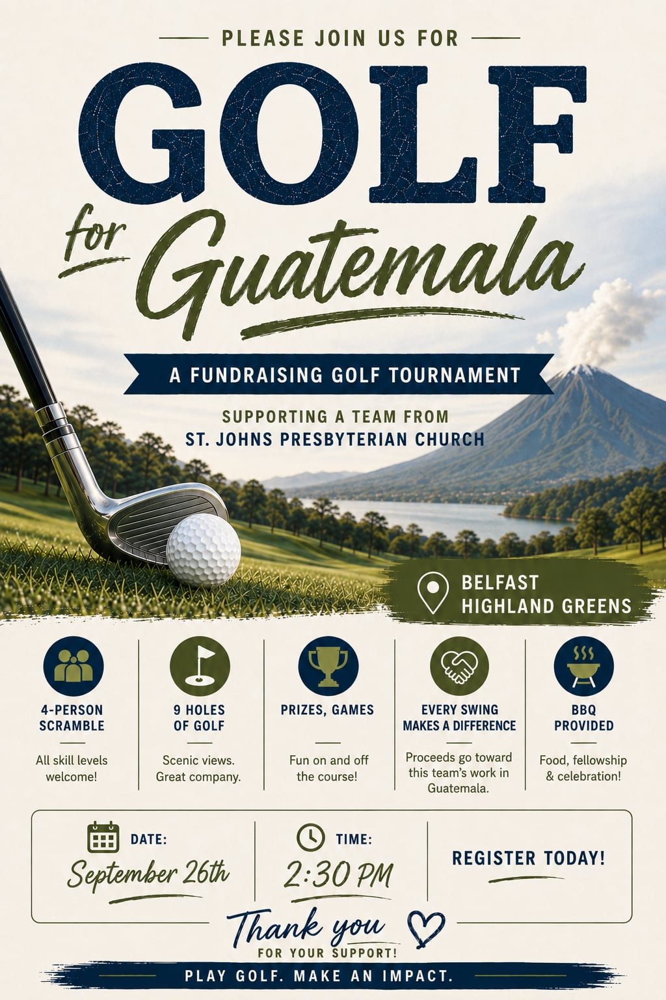 PLEASE JOIN US FOR
GOLF
for Guatemala
A FUNDRAISING GOLF TOURNAMENT
SUPPORTING A TEAM FROM
ST. JOHNS PRESBYTERIAN CHURCH
BELFAST
HIGHLAND GREENS
4-PERSON
SCRAMBLE
All skill levels
welcome!
9 HOLES
OF GOLF
Scenic views.
Great company.
PRIZES, GAMES
Fun on and off
the course!
EVERY SWING
MAKES A DIFFERENCE
Proceeds go toward
this team's work in
Guatemala.
BBQ
PROVIDED
Food, fellowship
& celebration!
DATE:
September 26th
TIME:
2:30 PM
REGISTER TODAY!
Thank you
FOR YOUR SUPPORT!
PLAY GOLF. MAKE AN IMPACT.